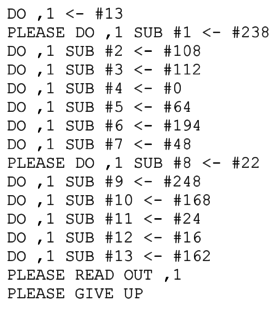 DO ,1 <- #13
PLEASE DO ,1 SUB #1 <- #238
DO ,1 SUB #2 <- #108
DO ,1 SUB #3 <- #112
DO ,1 SUB #4 <- #0
DO ,1 SUB #5 <- #64
DO ,1 SUB #6 <- #194
DO ,1 SUB #7 <- #48
PLEASE DO ,1 SUB #8 <- #22
DO ,1 SUB #9 <- #248
DO ,1 SUB #10 <- #168
DO ,1 SUB #11 <- #24
DO ,1 SUB #12 <- #16
DO ,1 SUB #13 <- #162
PLEASE READ OUT ,1
PLEASE GIVE UP